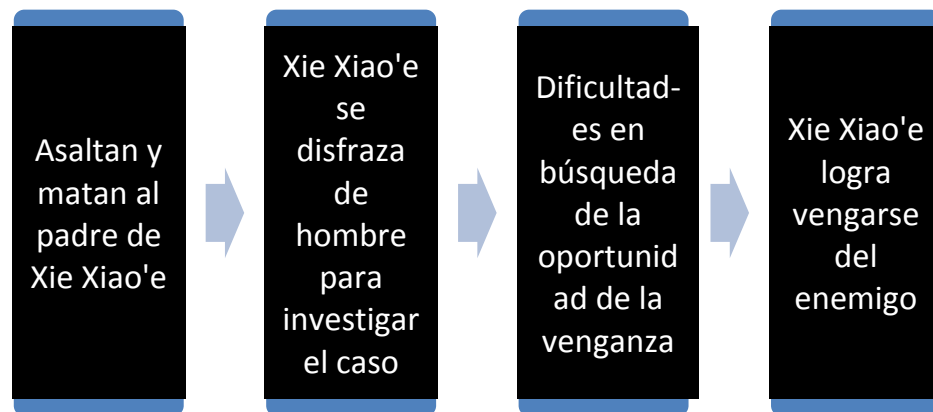 Asaltan y
matan al
padre de
Xie Xiao'e
Xie Xiao'e
se
disfraza
de
hombre
para
investigar
el caso
Dificultad-
es en
búsqueda
de la
oportunid
ad de la
venganza
Xie Xiao'e
logra
vengarse
del
enemigo